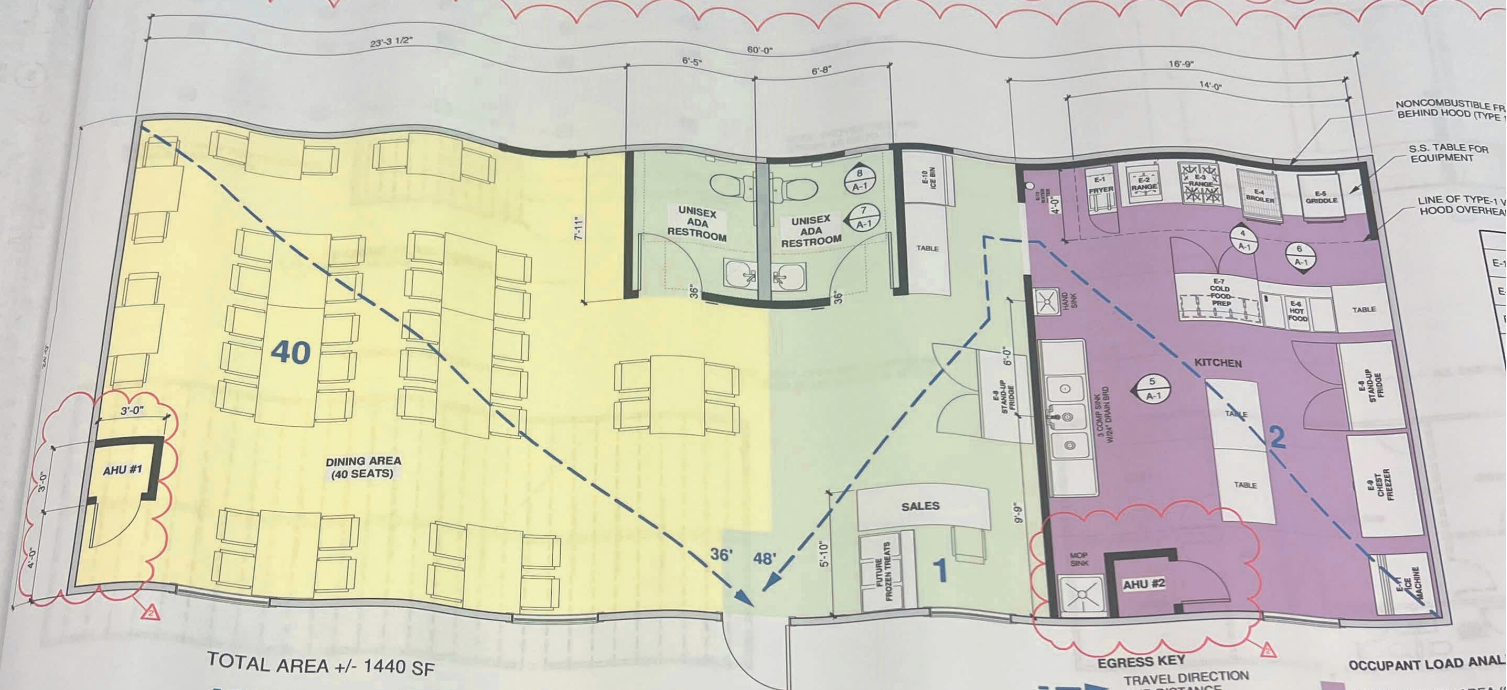 23'-3 1/2"
60'-0"
6'-5"
6'-8"
16'-9"
14'-0"
NONCOMBUSTIBLE FR
BEHIND HOOD (TYPE 1
S.S. TABLE FOR
EQUIPMENT
LINE OF TYPE-1
HOOD OVERHEA
E-1
FRYER
E-2
RANGE
E-3
RANGE
E-4
BROILER
E-5
GRIDDLE
E-10
ICE BIN
TABLE
4'-0"
7'-11"
UNISEX
ADA
RESTROOM
UNISEX
ADA
RESTROOM
8
A-1
7
A-1
36"
36"
4
A-1
6
A-1
E-7
COLD
FOOD
PREP
E-6
HOT
FOOD
TABLE
HAND
SINK
KITCHEN
6'-0"
E-8
STAND-UP
FRIDGE
5
A-1
E-8
STAND-UP
FRIDGE
3 COMP SINK
W/24" DRAIN BRD
TABLE
2
TABLE
E-9
CHEST
FREEZER
40
3'-0"
AHU #1
3'-0"
4'-0"
DINING AREA
(40 SEATS)
SALES
9'-9"
5'-10"
36'
48'
FUTURE
FROZEN TREATS
1
MOP
SINK
AHU #2
ICE
MACHINE
2
TOTAL AREA +/- 1440 SF
EGRESS KEY
TRAVEL DIRECTION
DISTANCE
OCCUPANT LOAD ANAL